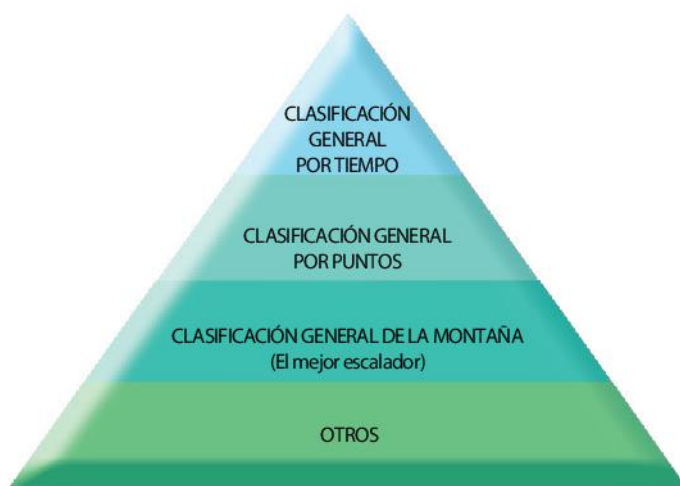 CLASIFICACIÓN
GENERAL
POR TIEMPO
CLASIFICACIÓN GENERAL
POR PUNTOS
CLASIFICACIÓN GENERAL DE LA MONTAÑA
(El mejor escalador)
OTROS